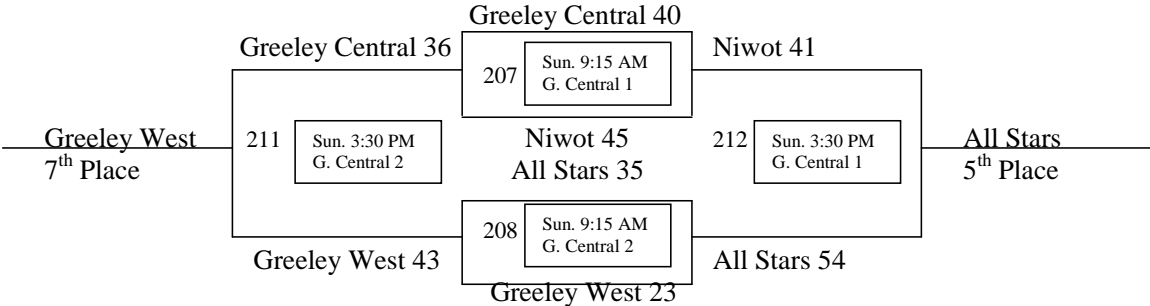 Greeley Central 40
Greeley Central 36
Niwot 41
207
Sun. 9:15 AM
G. Central 1
Greeley West
7th Place
211
Sun. 3:30 PM
G. Central 2
Niwot 45
All Stars 35
212
Sun. 3:30 PM
G. Central 1
All Stars
5th Place
208
Sun. 9:15 AM
G. Central 2
Greeley West 43
All Stars 54
Greeley West 23